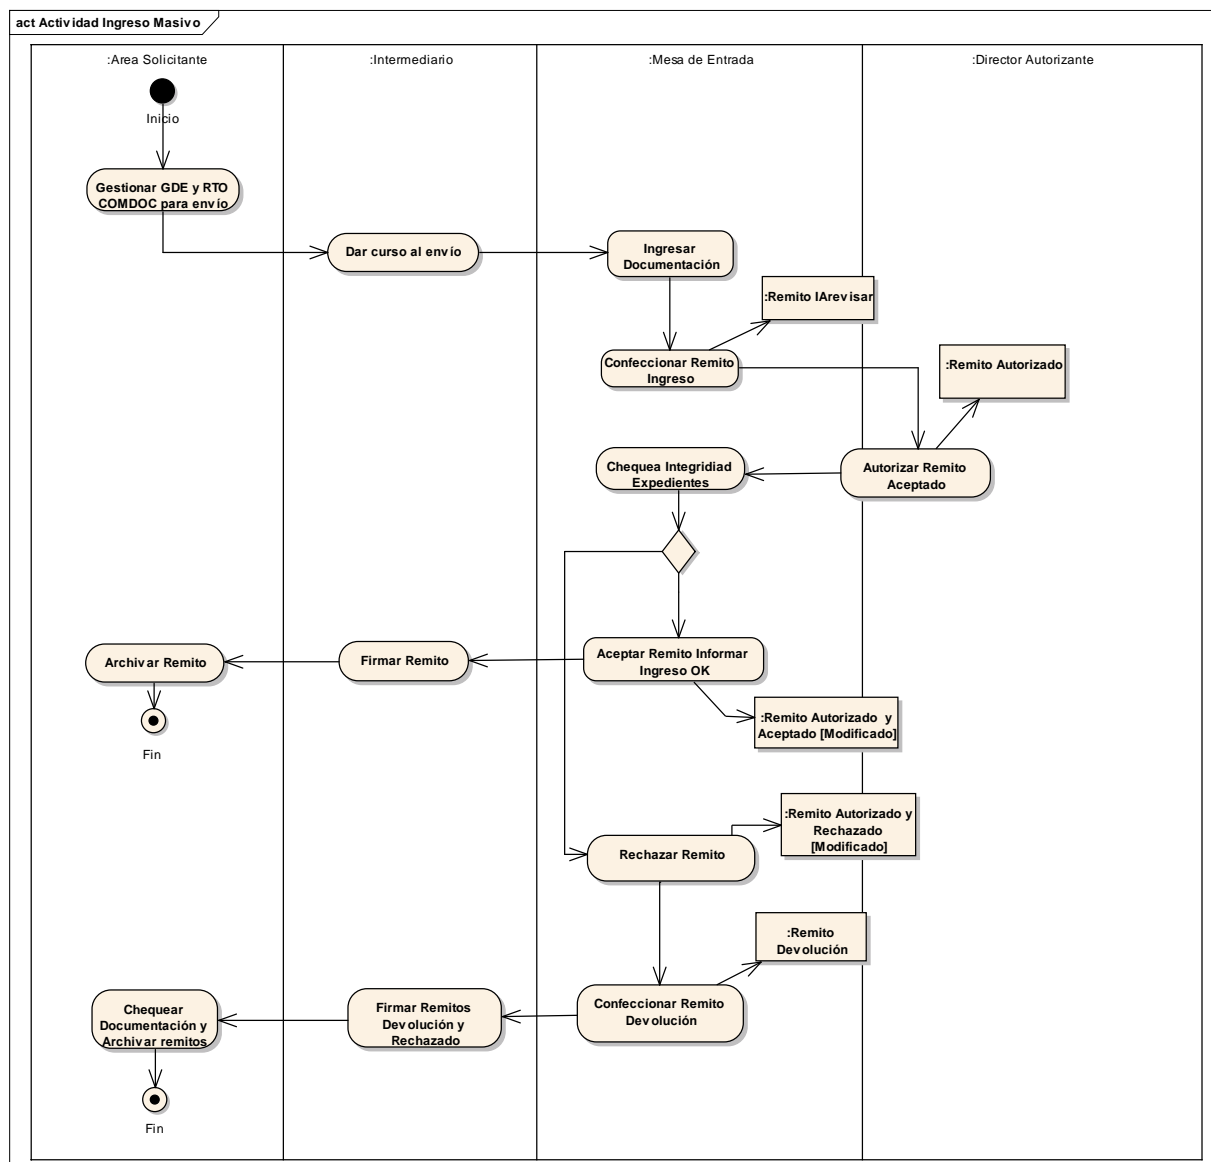 act Actividad Ingreso Masivo
:Area Solicitante
:Intermediario
:Mesa de Entrada
:Director Autorizante
Inicio
Gestionar GDE y RTO
COMDOC para envío
Dar curso al envío
Ingresar
Documentación
:Remito IArevisar
Confeccionar Remito
Ingreso
:Remito Autorizado
Chequea Integridiad
Expedientes
Autorizar Remito
Aceptado
Archivar Remito
Firmar Remito
Aceptar Remito Informar
Ingreso OK
:Remito Autorizado y
Aceptado [Modificado]
Fin
:Remito Autorizado y
Rechazado
[Modificado]
Rechazar Remito
:Remito
Devolución
Chequear
Documentación y
Archivar remitos
Firmar Remitos
Devolución y
Rechazado
Confeccionar Remito
Devolución
Fin